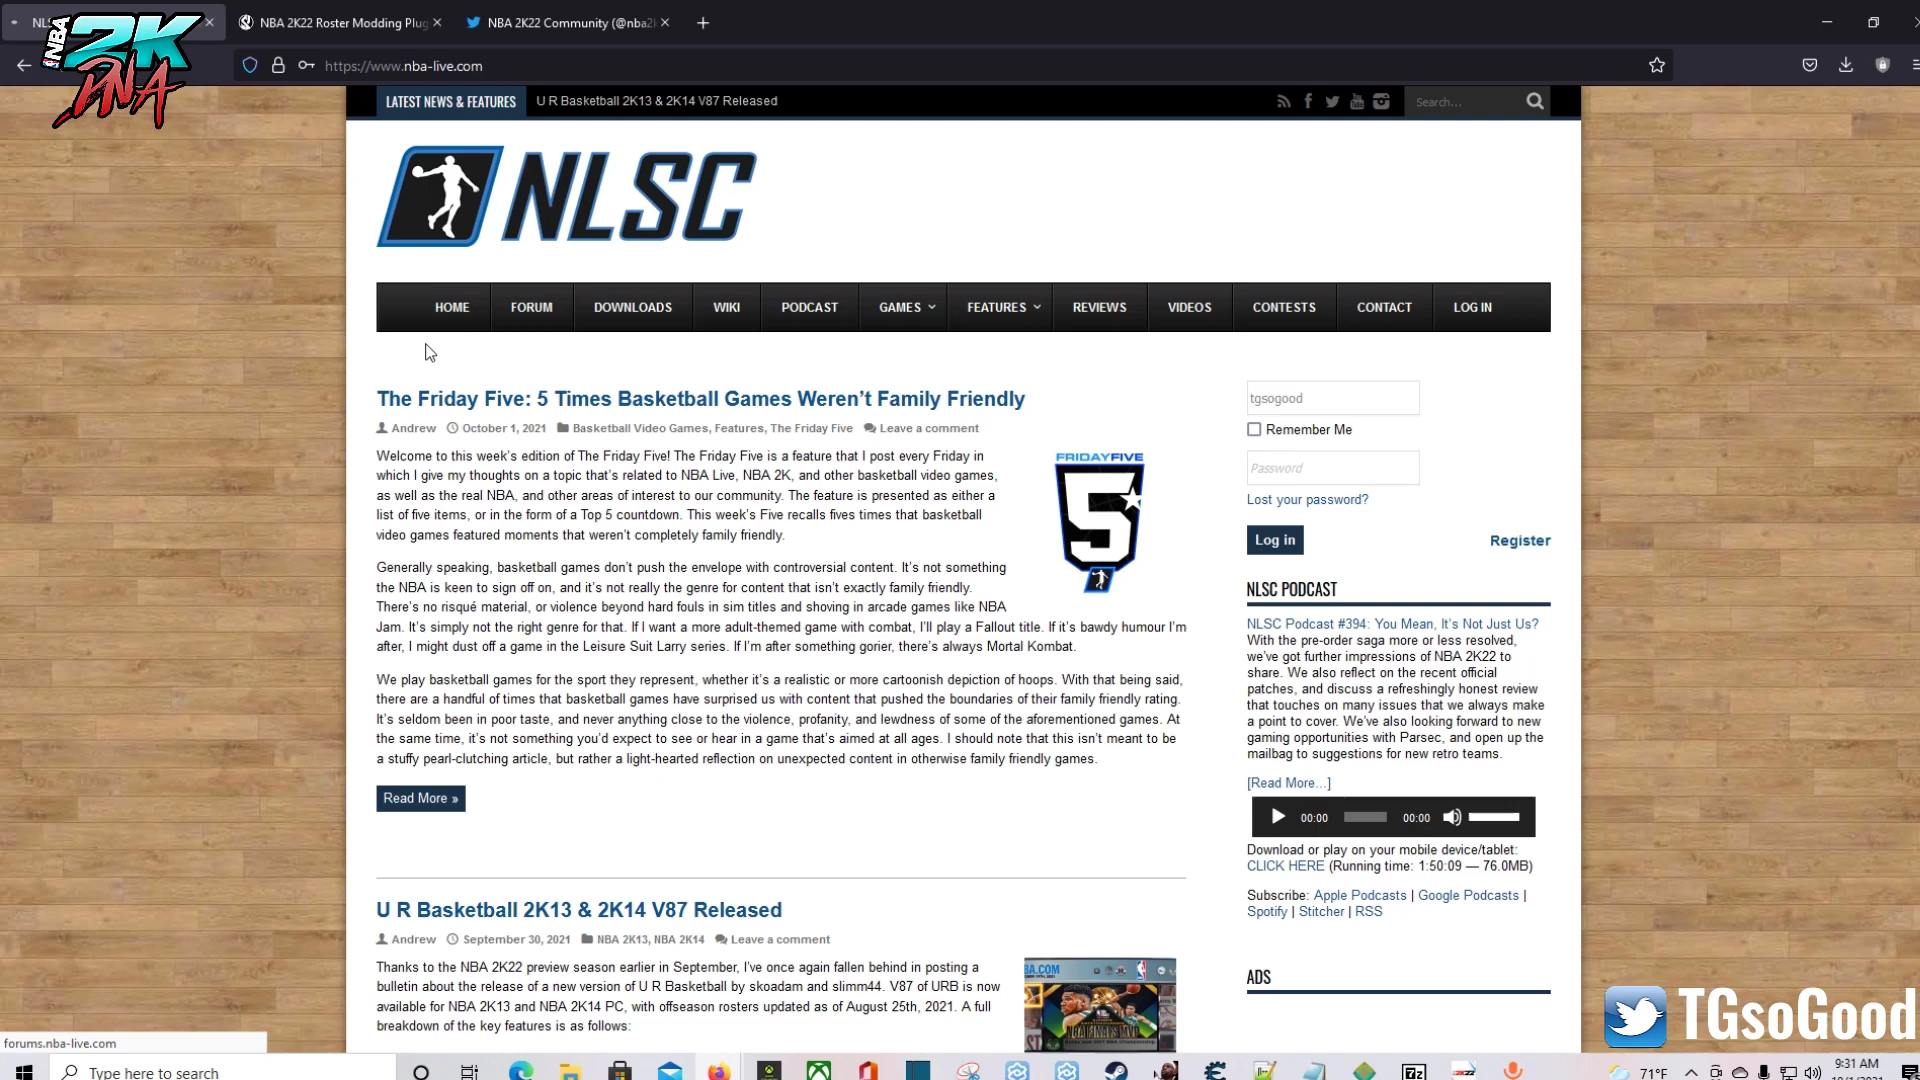 NBA 2K22 Roster Modding Plug
NBA 2K22 Community (@nba2
NBA 2K DNA
https://www.nba-live.com
LATEST NEWS & FEATURES
U R Basketball 2K13 & 2K14 V87 Released
Search...
NLSC
HOME
FORUM
DOWNLOADS
WIKI
PODCAST
GAMES
FEATURES
REVIEWS
VIDEOS
CONTESTS
CONTACT
LOG IN
The Friday Five: 5 Times Basketball Games Weren't Family Friendly
Andrew October 1, 2021 Basketball Video Games, Features, The Friday Five Leave a comment
Welcome to this week's edition of The Friday Five! The Friday Five is a feature that I post every Friday in
which I give my thoughts on a topic that's related to NBA Live, NBA 2K, and other basketball video games,
as well as the real NBA, and other areas of interest to our community. The feature is presented as either a
list of five items, or in the form of a Top 5 countdown. This week's Five recalls fives times that basketball
video games featured moments that weren't completely family friendly.
FRIDAYFIVE
5
Generally speaking, basketball games don't push the envelope with controversial content. It's not something
the NBA is keen to sign off on, and it's not really the genre for content that isn't exactly family friendly.
There's no risqué material, or violence beyond hard fouls in sim titles and shoving in arcade games like NBA
Jam. It's simply not the right genre for that. If I want a more adult-themed game with combat, I'll play a Fallout title. If it's bawdy humour I'm
after, I might dust off a game in the Leisure Suit Larry series. If I'm after something gorier, there's always Mortal Kombat.
We play basketball games for the sport they represent, whether it's a realistic or more cartoonish depiction of hoops. With that being said,
there are a handful of times that basketball games have surprised us with content that pushed the boundaries of their family friendly rating.
It's seldom been in poor taste, and never anything close to the violence, profanity, and lewdness of some of the aforementioned games. At
the same time, it's not something you'd expect to see or hear in a game that's aimed at all ages. I should note that this isn't meant to be
a stuffy pearl-clutching article, but rather a light-hearted reflection on unexpected content in otherwise family friendly games.
Read More »
U R Basketball 2K13 & 2K14 V87 Released
Andrew September 30, 2021 NBA 2K13, NBA 2K14 Leave a comment
Thanks to the NBA 2K22 preview season earlier in September, I've once again fallen behind in posting a
bulletin about the release of a new version of U R Basketball by skoadam and slimm44. V87 of URB is now
available for NBA 2K13 and NBA 2K14 PC, with offseason rosters updated as of August 25th, 2021. A full
breakdown of the key features is as follows:
BA.COM
NBA FINALS MVP
tgsogood
Remember Me
Password
Lost your password?
Log in
Register
NLSC PODCAST
NLSC Podcast #394: You Mean, It's Not Just Us?
With the pre-order saga more or less resolved,
we've got further impressions of NBA 2K22 to
share. We also reflect on the recent official
patches, and discuss a refreshingly honest review
that touches on many issues that we always make
a point to cover. We've also looking forward to new
gaming opportunities with Parsec, and open up the
mailbag to suggestions for new retro teams.
[Read More...]
00:00 00:00
Download or play on your mobile device/tablet:
CLICK HERE (Running time: 1:50:09 — 76.0MB)
Subscribe: Apple Podcasts | Google Podcasts |
Spotify | Stitcher | RSS
ADS
TGsoGood
forums.nba-live.com
Type here to search
7z
71°F
9:31 AM